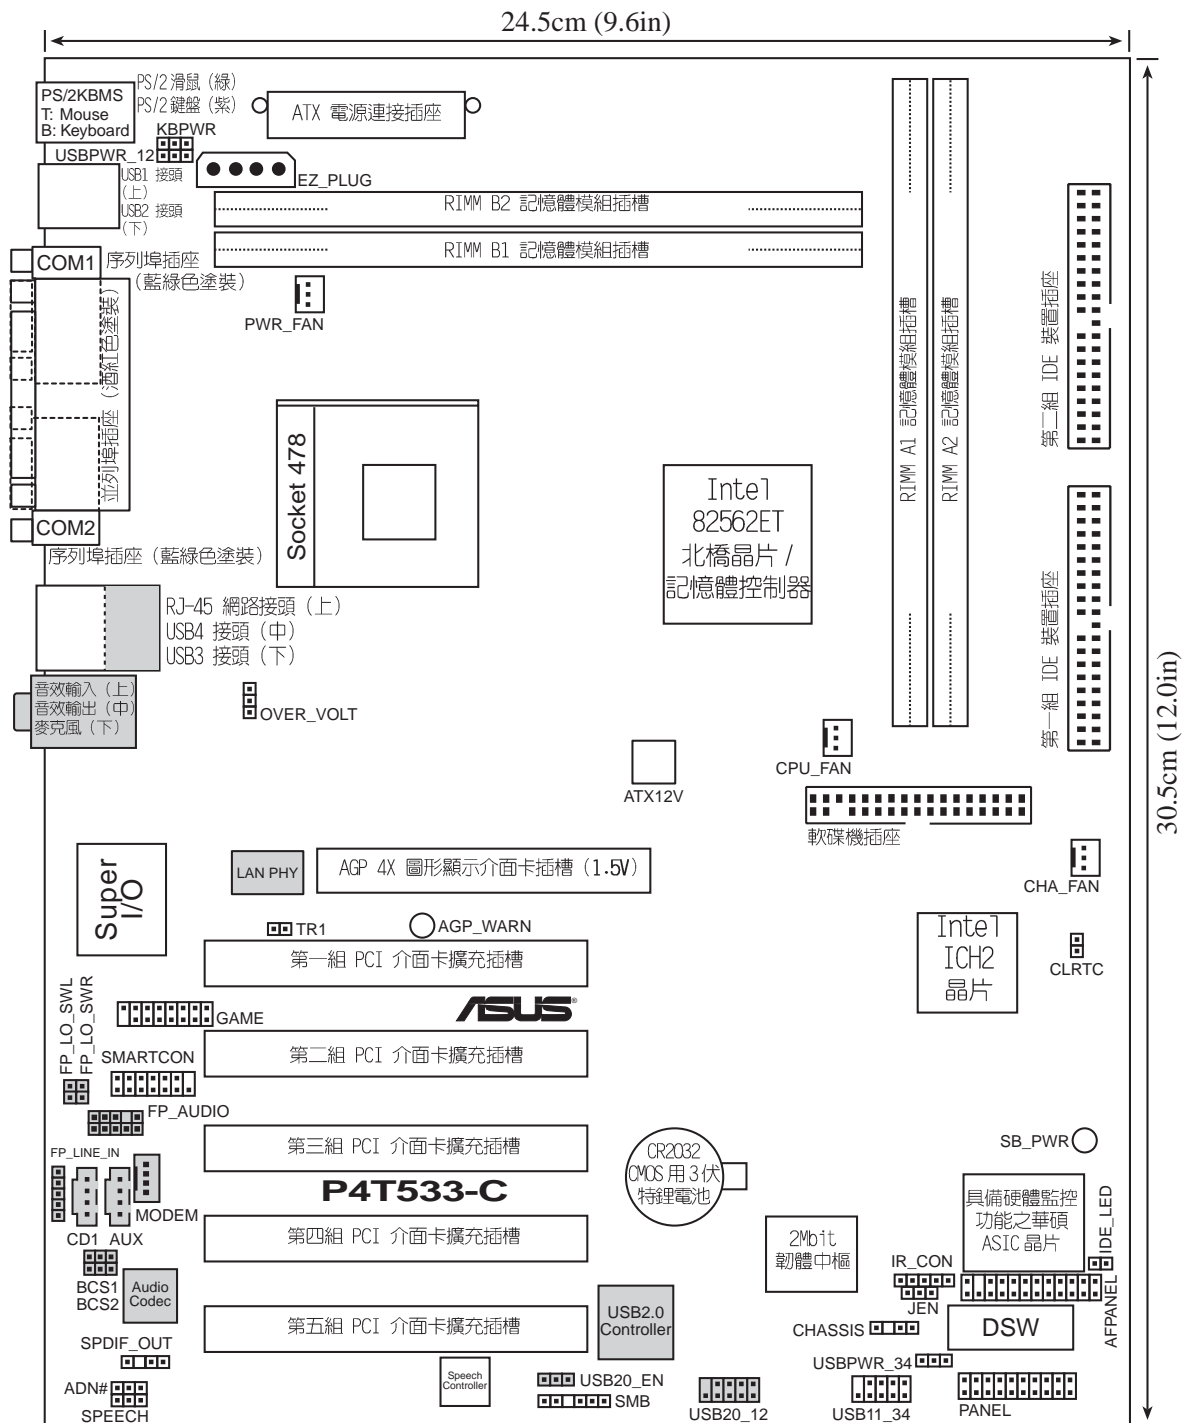 24.5cm (9.6in)
PS/2KBMS
T: Mouse
B: Keyboard
PS/2 滑鼠（綠）
PS/2 鍵盤（紫）
KBPWR
USBPWR_12
ATX 電源連接插座
EZ_PLUG
USB1 接頭
（上）
USB2 接頭
（下）
RIMM B2 記憶體模組插槽
RIMM B1 記憶體模組插槽
COM1
序列埠插座
（藍綠色塗裝）
PWR_FAN
並列埠插座（酒紅色塗裝）
Socket 478
COM2
序列埠插座（藍綠色塗裝）
RJ-45 網路接頭（上）
USB4 接頭（中）
USB3 接頭（下）
音效輸入（上）
音效輸出（中）
麥克風（下）
OVER_VOLT
Intel
82562ET
北橋晶片 /
記憶體控制器
RIMM A1 記憶體模組插槽
RIMM A2 記憶體模組插槽
第二組 IDE 裝置插座
第一組 IDE 裝置插座
30.5cm (12.0in)
CPU_FAN
ATX12V
軟碟機插座
CHA_FAN
Super
I/O
LAN PHY
AGP 4X 圖形顯示介面卡插槽（1.5V）
TR1
AGP_WARN
Intel
ICH2
晶片
CLRTC
第一組 PCI 介面卡擴充插槽
FP_LO_SWL
FP_LO_SWR
GAME
ASUS®
第二組 PCI 介面卡擴充插槽
SMARTCON
FP_AUDIO
第三組 PCI 介面卡擴充插槽
FP_LINE_IN
MODEM
CD1
AUX
P4T533-C
CR2032
CMOS 用 3 伏
特鋰電池
SB_PWR
第四組 PCI 介面卡擴充插槽
2Mbit
韌體中樞
具備硬體監控
功能之華碩
ASIC 晶片
IDE_LED
IR_CON
JEN
AFPANEL
BCS1
BCS2
Audio
Codec
第五組 PCI 介面卡擴充插槽
USB2.0
Controller
CHASSIS
DSW
SPDIF_OUT
USBPWR_34
ADN#
SPEECH
Speech
Controller
USB20_EN
SMB
USB20_12
USB11_34
PANEL